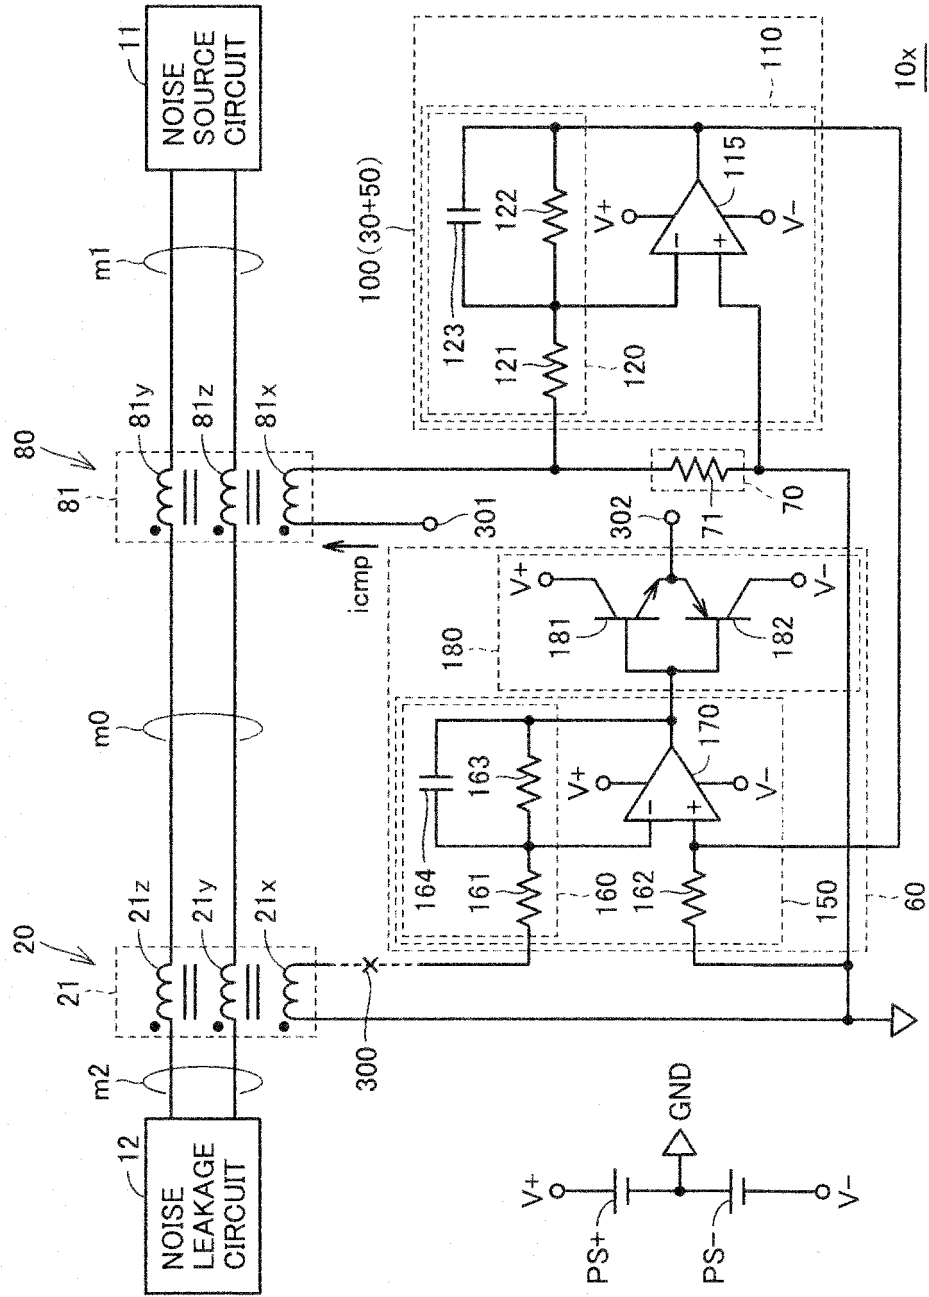 NOISE
LEAKAGE
CIRCUIT
12
m2
20
21
21z
21y
21x
300
m0
80
81
81y
81z
81x
m1
NOISE
SOURCE
CIRCUIT
11
icmp
301
302
100(30+50)
123
122
121
120
V+
V-
115
110
71
70
180
V+
V-
181
182
164
163
161
160
162
V+
V-
170
150
60
V+
PS+
GND
PS-
V-
10x
-
+
-
+